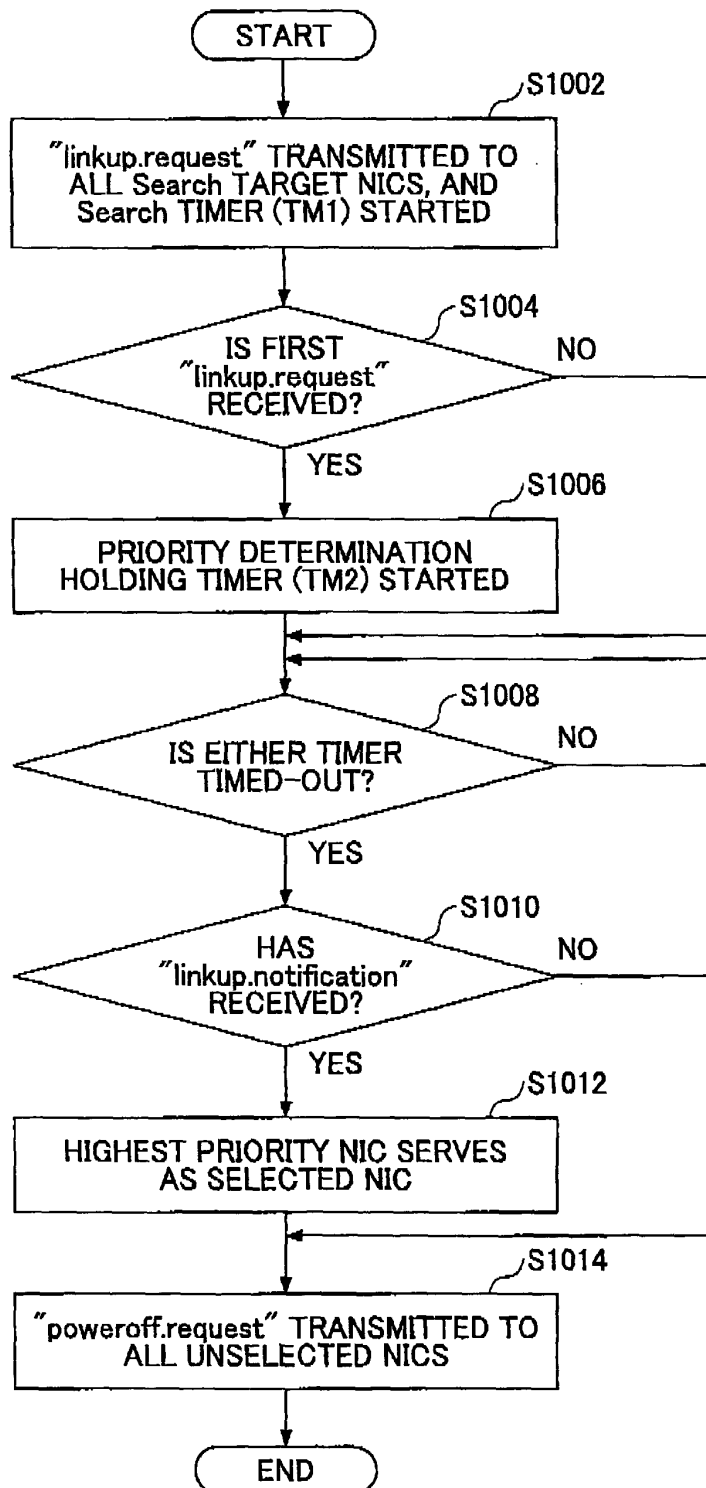 START
S1002
"linkup.request" TRANSMITTED TO
ALL Search TARGET NICS, AND
Search TIMER (TM1) STARTED
S1004
IS FIRST
"linkup.request"
RECEIVED?
NO
YES
S1006
PRIORITY DETERMINATION
HOLDING TIMER (TM2) STARTED
S1008
IS EITHER TIMER
TIMED-OUT?
NO
YES
S1010
HAS
"linkup.notification"
RECEIVED?
NO
YES
S1012
HIGHEST PRIORITY NIC SERVES
AS SELECTED NIC
S1014
"poweroff.request" TRANSMITTED TO
ALL UNSELECTED NICS
END